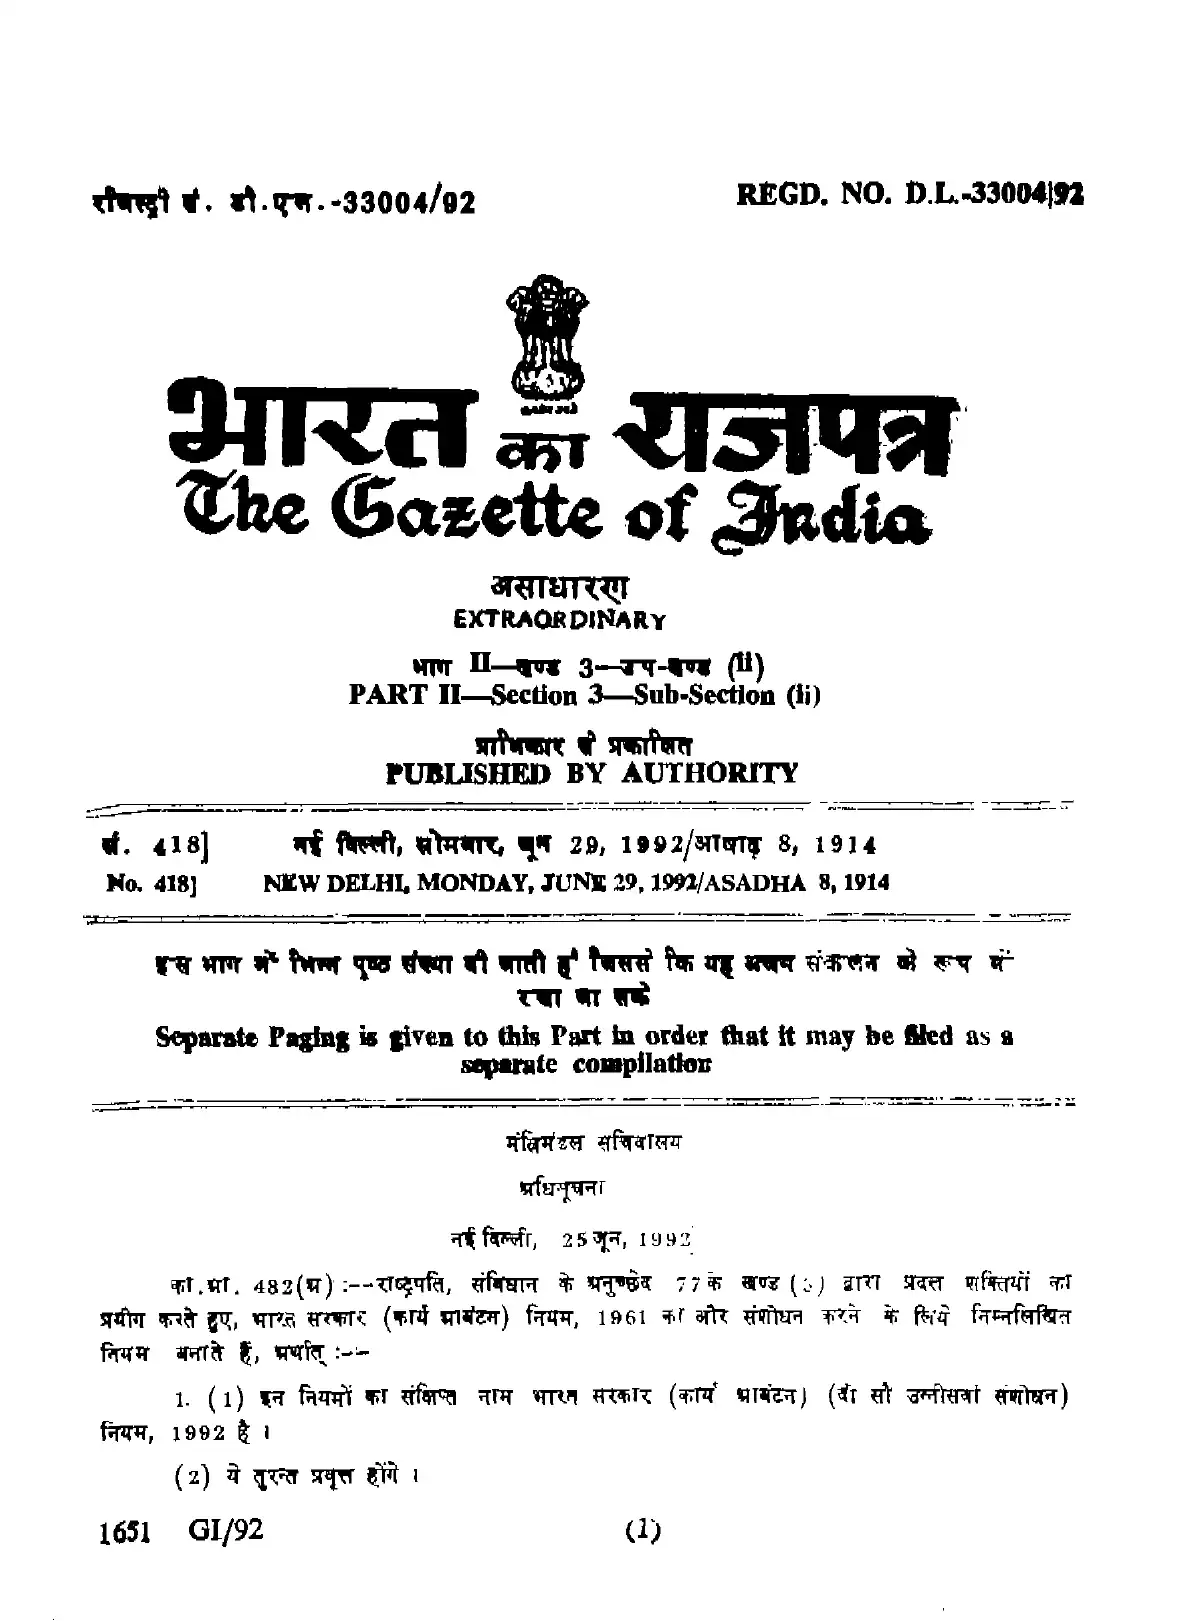 रजिस्ट्री सं. डी.एल.-33004/92
REGD. NO. D.L.-33004/92
भारत का राजपत्र
The Gazette of India
असाधारण
EXTRAORDINARY
भाग II—खण्ड 3—उप-खण्ड (ii)
PART II—Section 3—Sub-Section (ii)
प्राधिकार से प्रकाशित
PUBLISHED BY AUTHORITY
सं. 418] नई दिल्ली, सोमवार, जून 29, 1992/आषाढ़ 8, 1914
No. 418] NEW DELHI, MONDAY, JUNE 29, 1992/ASADHA 8, 1914
इस भाग में भिन्न पृष्ठ संख्या दी जाती है जिससे कि यह अलग संकलन के रूप में
रखा जा सके
Separate Paging is given to this Part in order that it may be filed as a
separate compilation
मंत्रिमंडल सचिवालय
अधिसूचना
नई दिल्ली, 25 जून, 1992
का.आ. 482(अ) :--राष्ट्रपति, संविधान के अनुच्छेद 77 के खण्ड (3) द्वारा प्रदत्त शक्तियों का
प्रयोग करते हुए, भारत सरकार (कार्य आबंटन) नियम, 1961 का और संशोधन करने के लिये निम्नलिखित
नियम बनाते हैं, अर्थात् :--
1. (1) इन नियमों का संक्षिप्त नाम भारत सरकार (कार्य आबंटन) (दो सौ उन्नीसवां संशोधन)
नियम, 1992 है ।
(2) ये तुरन्त प्रवृत्त होंगे ।
1651 GI/92
(1)